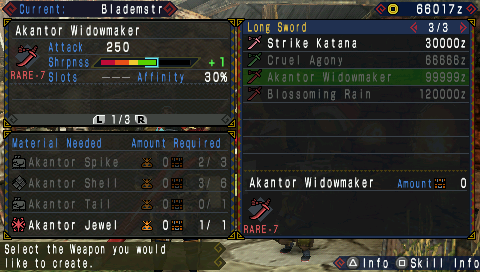 Current: Blademstr
66017z
Akantor Widowmaker
Attack 250
Shrpnss +1
RARE-7 Slots --- Affinity 30%
L 1/3 R
Long Sword 3/3
Strike Katana 30000z
Cruel Agony 66666z
Akantor Widowmaker 99999z
Blossoming Rain 120000z
Material Needed Amount Required
Akantor Spike 0 2/ 3
Akantor Shell 0 3/ 6
Akantor Tail 0 0/ 1
Akantor Jewel 0 1/ 1
Akantor Widowmaker Amount 0
RARE-7
Select the Weapon you would
like to create.
Info Skill Info